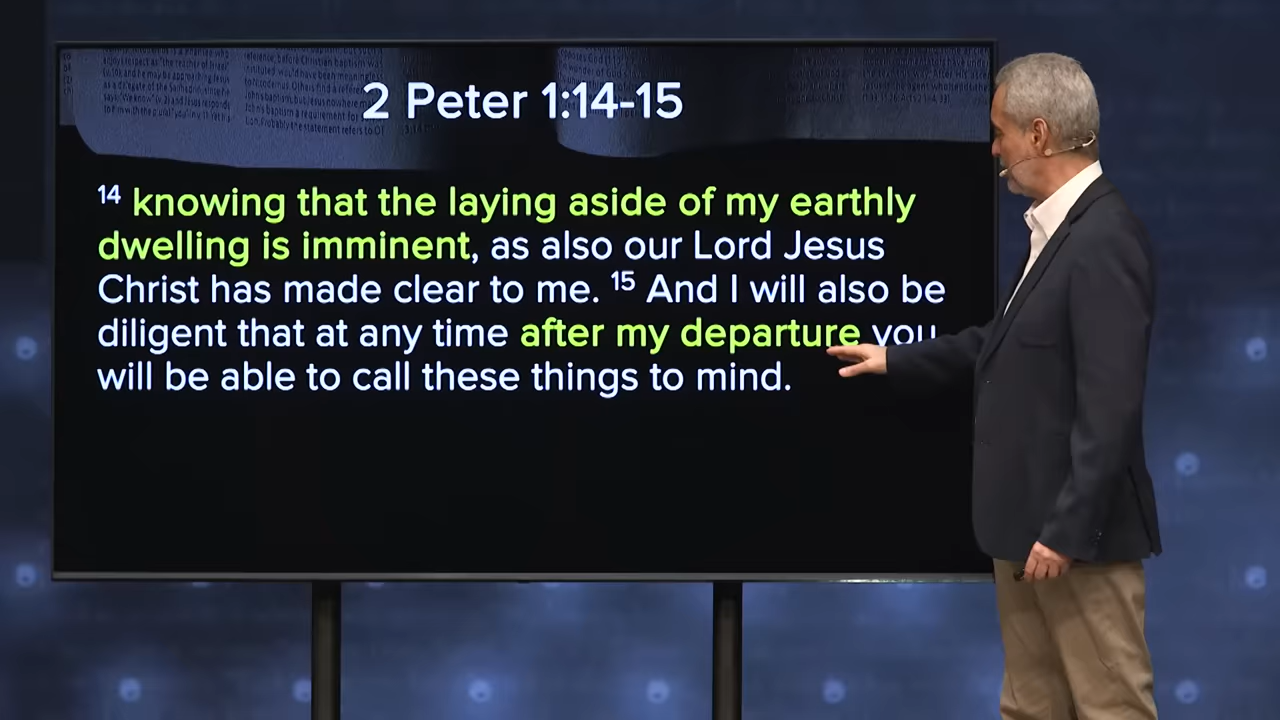 2 Peter 1:14-15
14 knowing that the laying aside of my earthly
dwelling is imminent, as also our Lord Jesus
Christ has made clear to me. 15 And I will also be
diligent that at any time after my departure you
will be able to call these things to mind.